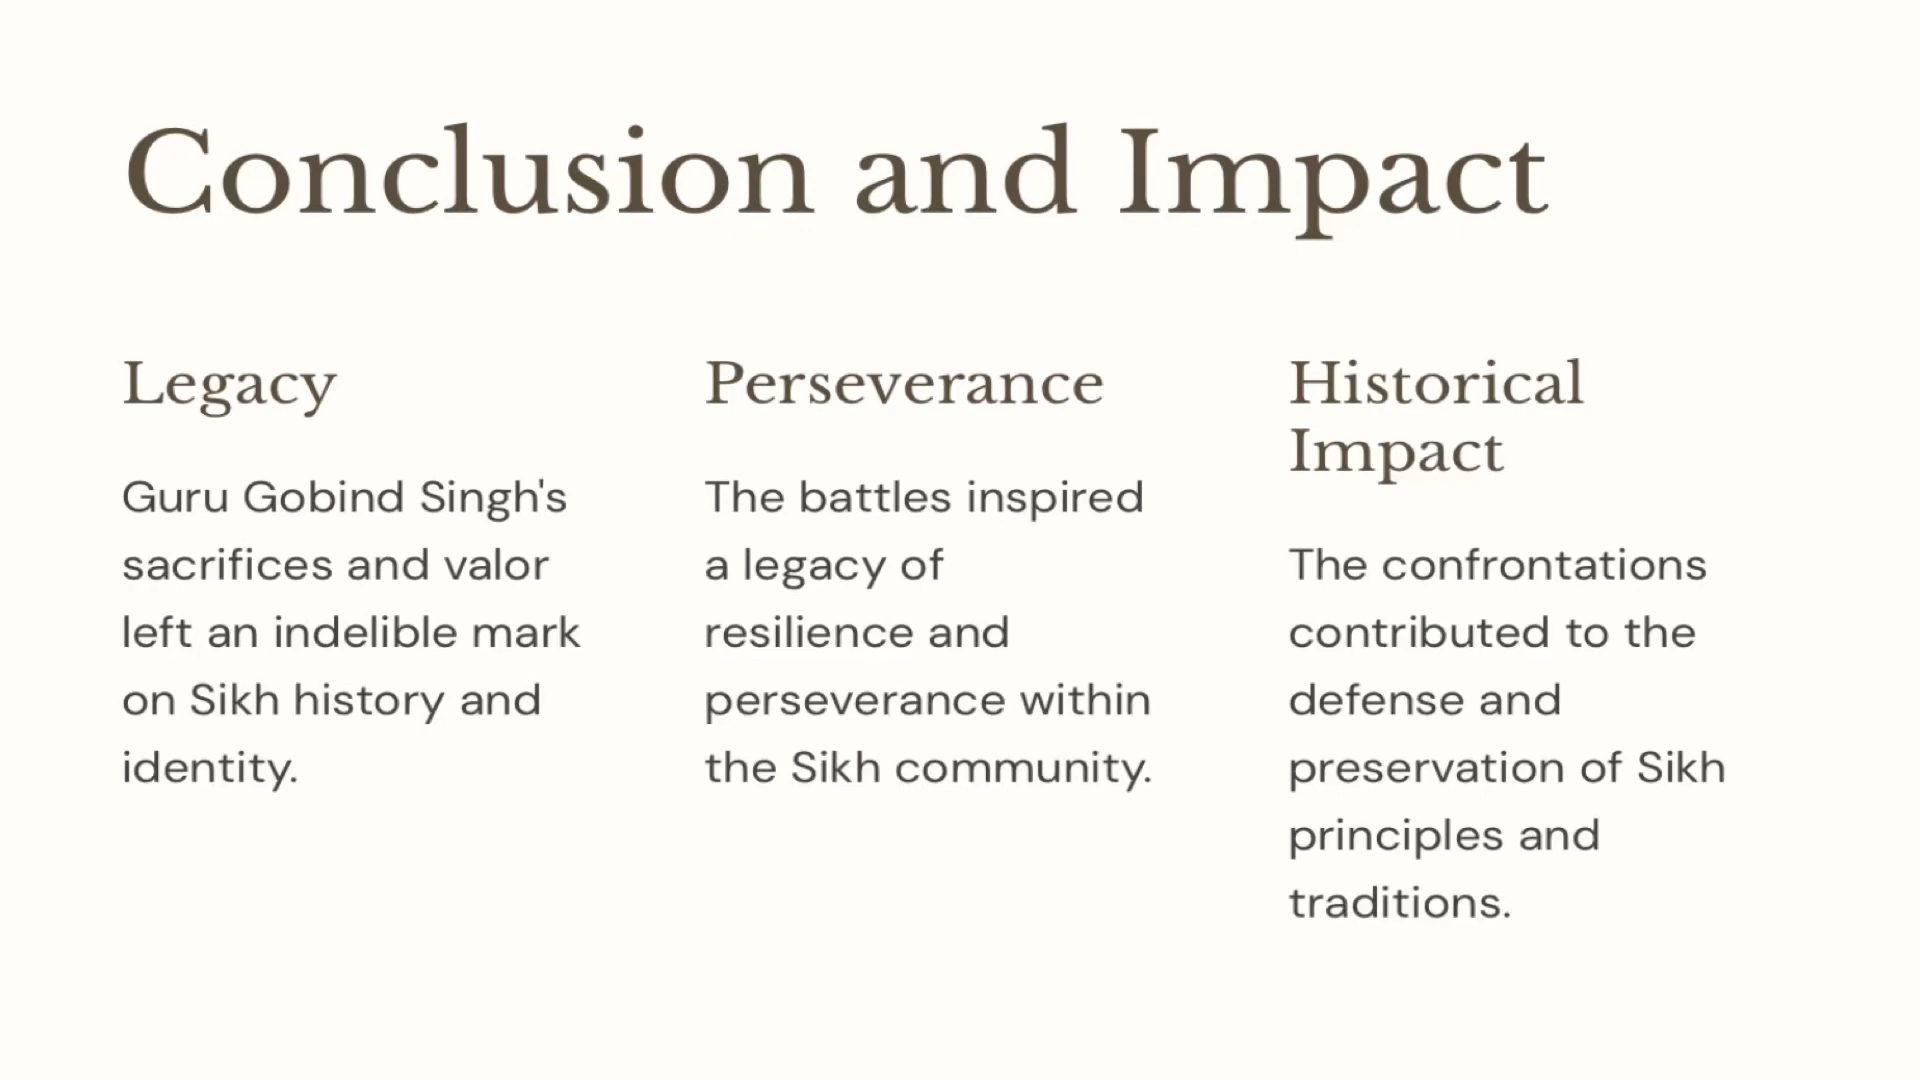 Conclusion and Impact
Legacy
Guru Gobind Singh's
sacrifices and valor
left an indelible mark
on Sikh history and
identity.
Perseverance
The battles inspired
a legacy of
resilience and
perseverance within
the Sikh community.
Historical
Impact
The confrontations
contributed to the
defense and
preservation of Sikh
principles and
traditions.